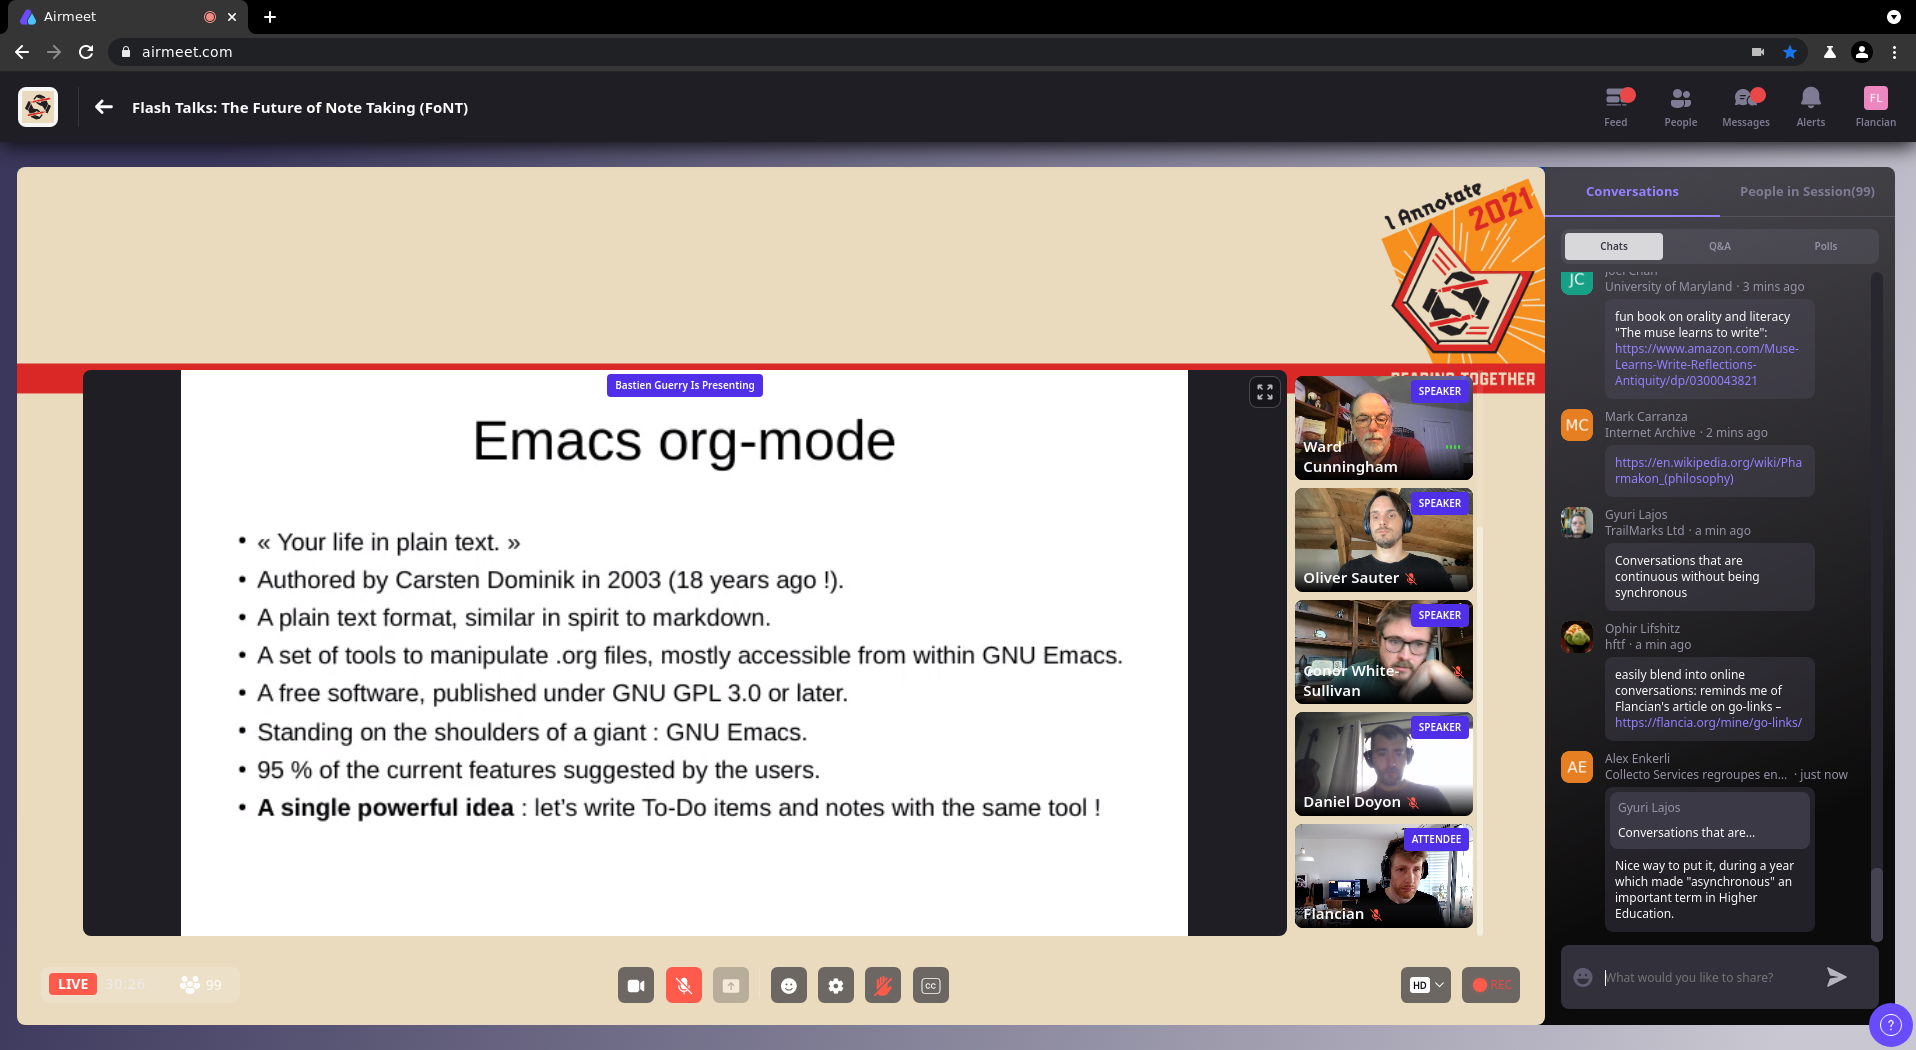 Airmeet
airmeet.com
Flash Talks: The Future of Note Taking (FoNT)
Feed
People
Messages
Alerts
FL
Flancian
I Annotate
2021
READING TOGETHER
Bastien Guerry Is Presenting
Emacs org-mode
• « Your life in plain text. »
• Authored by Carsten Dominik in 2003 (18 years ago !).
• A plain text format, similar in spirit to markdown.
• A set of tools to manipulate .org files, mostly accessible from within GNU Emacs.
• A free software, published under GNU GPL 3.0 or later.
• Standing on the shoulders of a giant : GNU Emacs.
• 95 % of the current features suggested by the users.
• A single powerful idea : let's write To-Do items and notes with the same tool !
SPEAKER
Ward
Cunningham
SPEAKER
Oliver Sauter
SPEAKER
Conor White-
Sullivan
SPEAKER
Daniel Doyon
ATTENDEE
Flancian
LIVE
30:26
99
CC
HD
REC
Conversations
People in Session(99)
Chats
Q&A
Polls
JC
Joel Chan
University of Maryland · 3 mins ago
fun book on orality and literacy
"The muse learns to write":
https://www.amazon.com/Muse-
Learns-Write-Reflections-
Antiquity/dp/0300043821
MC
Mark Carranza
Internet Archive · 2 mins ago
https://en.wikipedia.org/wiki/Pha
rmakon_(philosophy)
Gyuri Lajos
TrailMarks Ltd · a min ago
Conversations that are
continuous without being
synchronous
Ophir Lifshitz
hftf · a min ago
easily blend into online
conversations: reminds me of
Flancian's article on go-links –
https://flancia.org/mine/go-links/
AE
Alex Enkerli
Collecto Services regroupes en... · just now
Gyuri Lajos
Conversations that are...
Nice way to put it, during a year
which made "asynchronous" an
important term in Higher
Education.
What would you like to share?
?